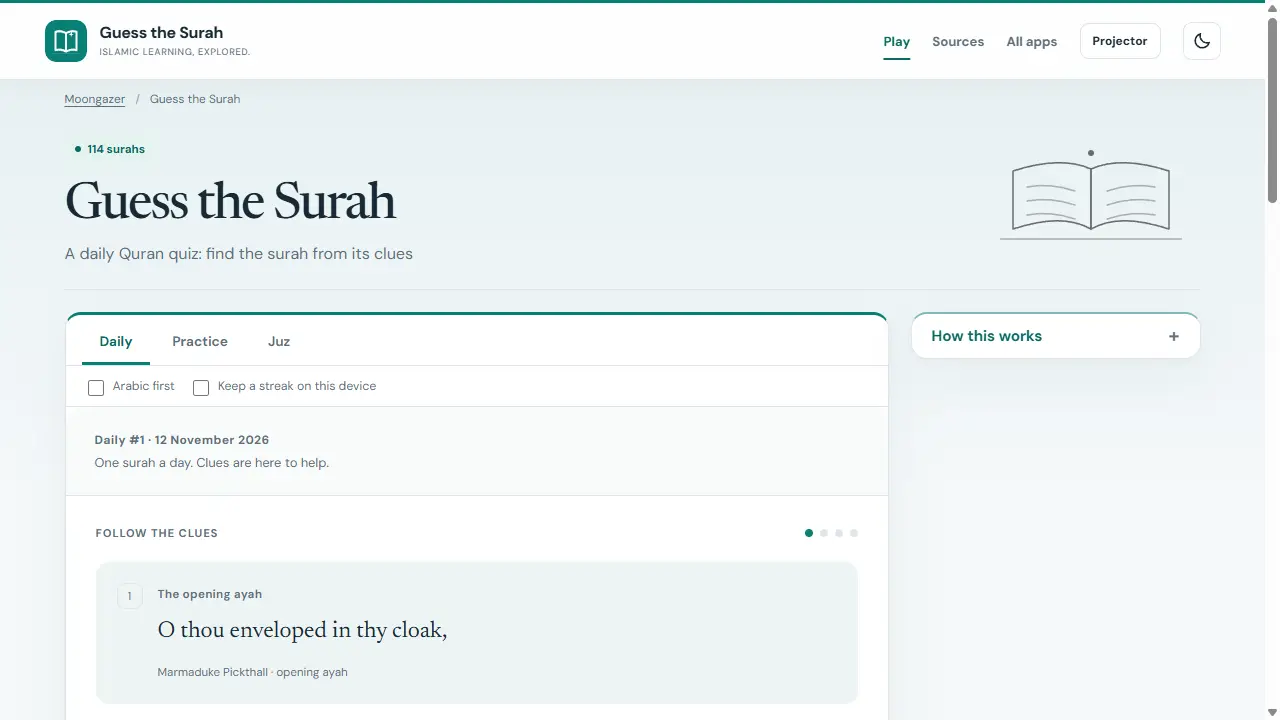 Guess the Surah
ISLAMIC LEARNING, EXPLORED.
Play
Sources
All apps
Projector
Moongazer / Guess the Surah
114 surahs
Guess the Surah
A daily Quran quiz: find the surah from its clues
Daily
Practice
Juz
Arabic first
Keep a streak on this device
Daily #1 · 12 November 2026
One surah a day. Clues are here to help.
FOLLOW THE CLUES
1
The opening ayah
O thou enveloped in thy cloak,
Marmaduke Pickthall · opening ayah
How this works
+